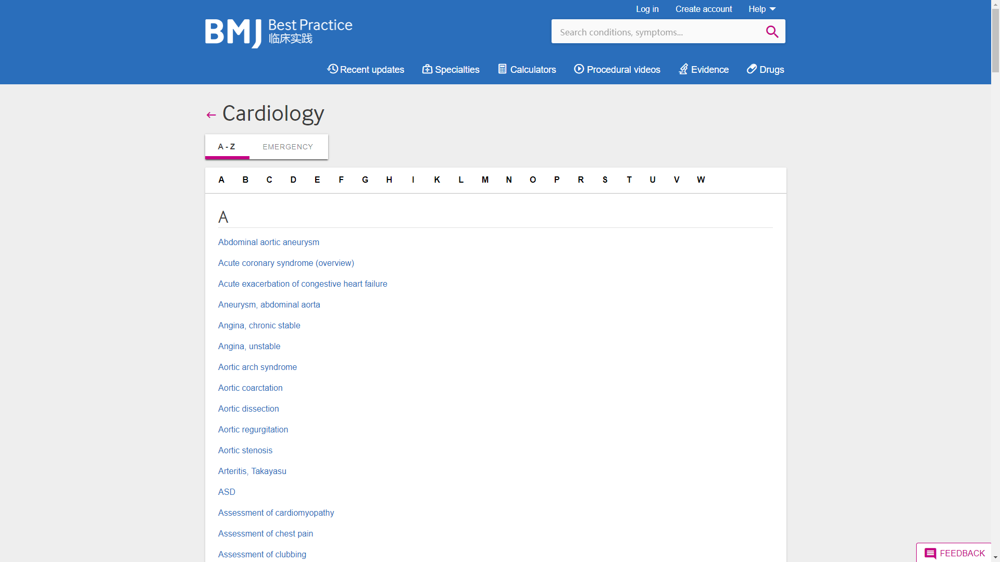 Log in Create account Help
BMJ Best Practice
临床实践
Search conditions, symptoms...
Recent updates Specialties Calculators Procedural videos Evidence Drugs
← Cardiology
A - Z EMERGENCY
A B C D E F G H I K L M N O P R S T U V W
A
Abdominal aortic aneurysm
Acute coronary syndrome (overview)
Acute exacerbation of congestive heart failure
Aneurysm, abdominal aorta
Angina, chronic stable
Angina, unstable
Aortic arch syndrome
Aortic coarctation
Aortic dissection
Aortic regurgitation
Aortic stenosis
Arteritis, Takayasu
ASD
Assessment of cardiomyopathy
Assessment of chest pain
Assessment of clubbing
FEEDBACK